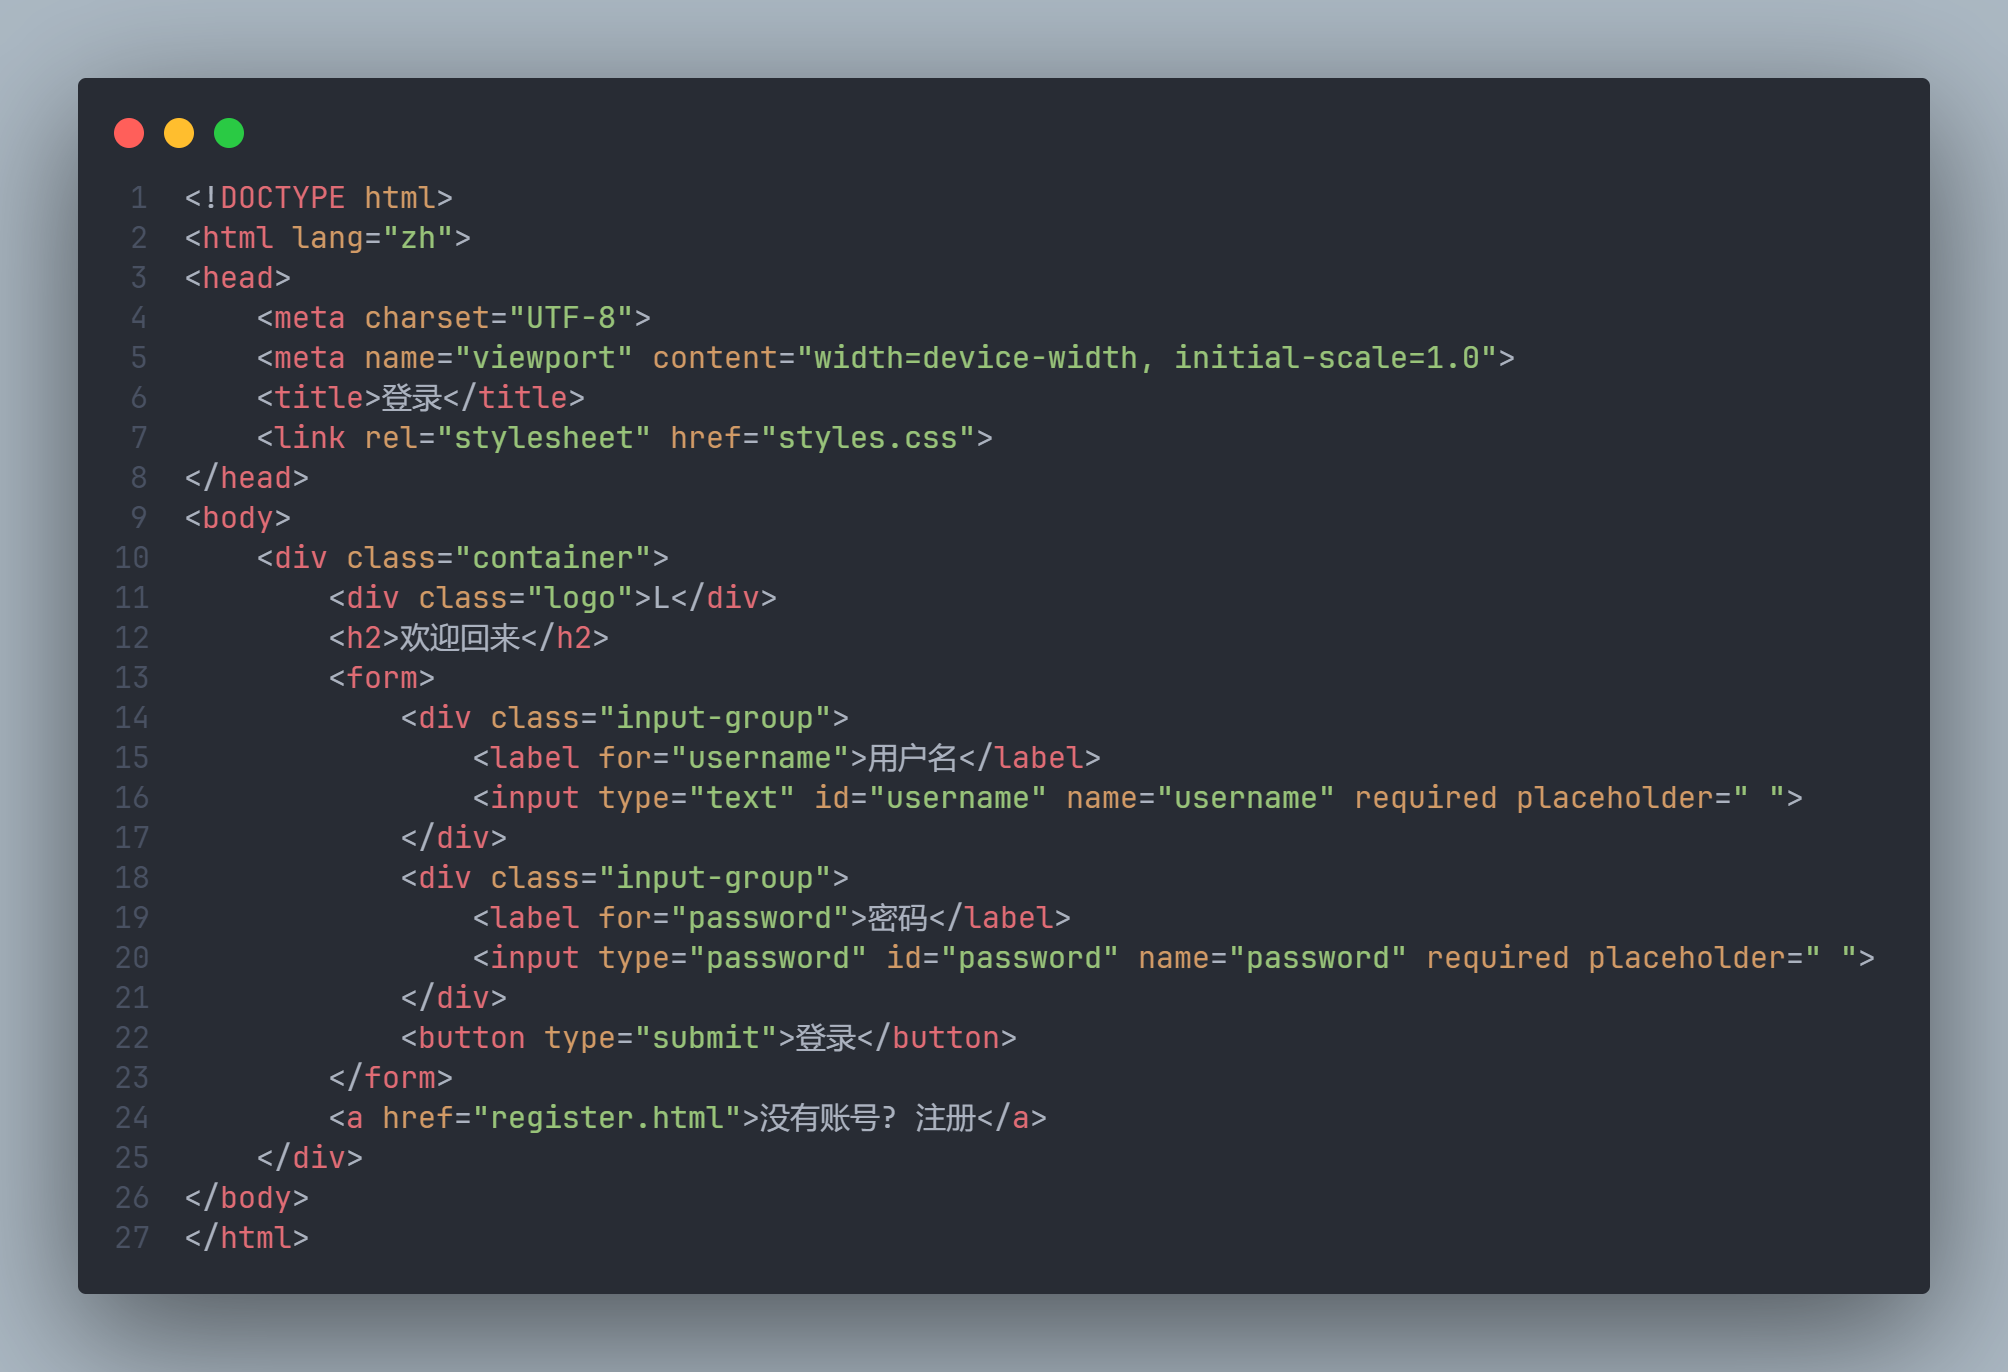 1 <!DOCTYPE html>
2 <html lang="zh">
3 <head>
4     <meta charset="UTF-8">
5     <meta name="viewport" content="width=device-width, initial-scale=1.0">
6     <title>登录</title>
7     <link rel="stylesheet" href="styles.css">
8 </head>
9 <body>
10     <div class="container">
11         <div class="logo">L</div>
12         <h2>欢迎回来</h2>
13         <form>
14             <div class="input-group">
15                 <label for="username">用户名</label>
16                 <input type="text" id="username" name="username" required placeholder=" ">
17             </div>
18             <div class="input-group">
19                 <label for="password">密码</label>
20                 <input type="password" id="password" name="password" required placeholder=" ">
21             </div>
22             <button type="submit">登录</button>
23         </form>
24         <a href="register.html">没有账号? 注册</a>
25     </div>
26 </body>
27 </html>